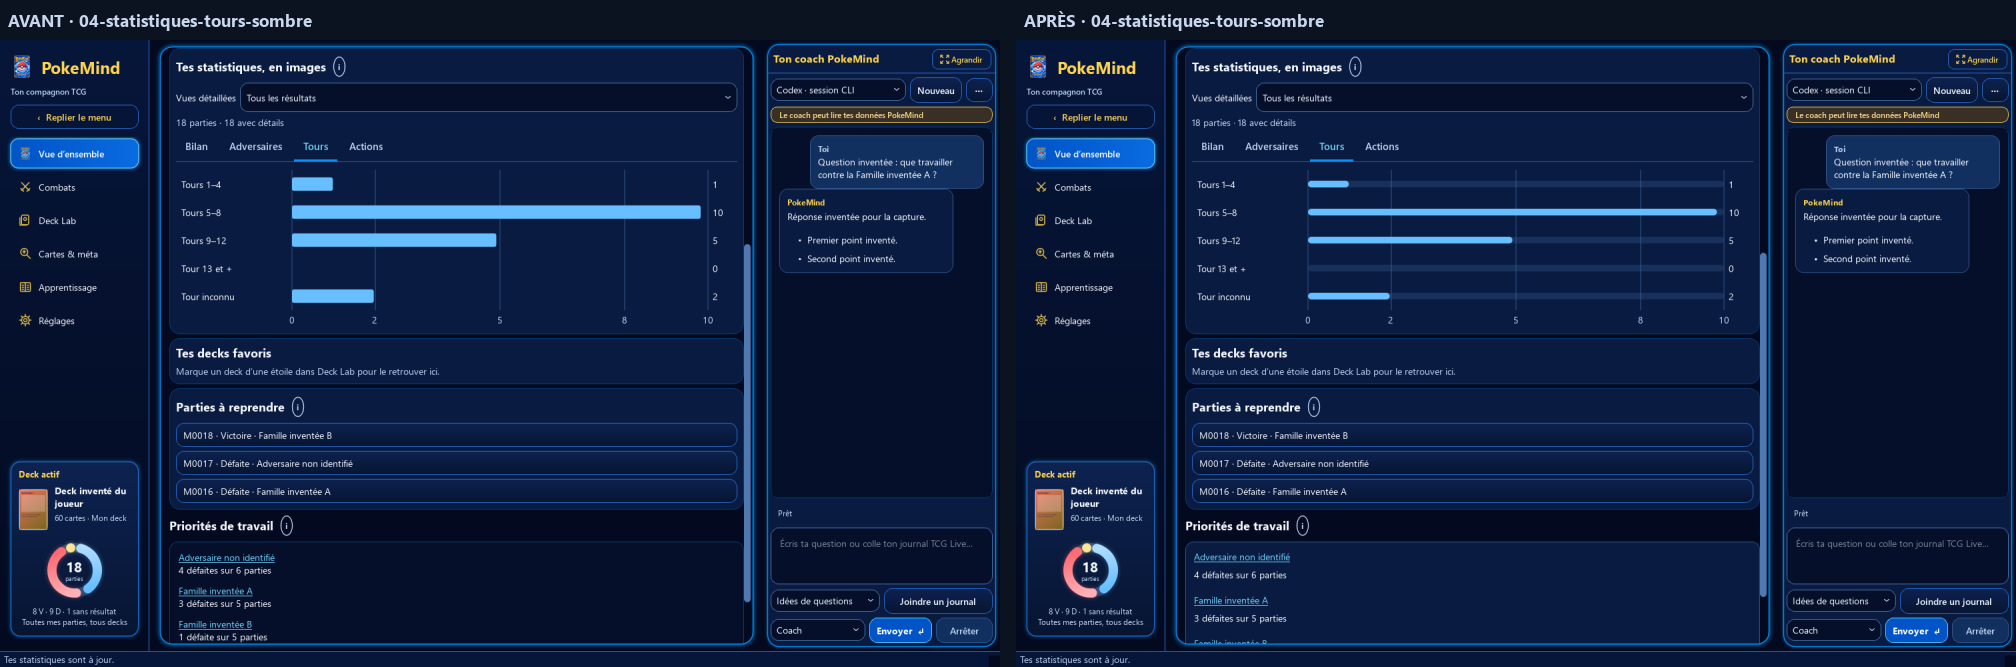 AVANT · 04-statistiques-tours-sombre
PokeMind
Ton compagnon TCG
‹ Replier le menu
Vue d'ensemble
Combats
Deck Lab
Cartes & méta
Apprentissage
Réglages
Deck actif
Deck inventé du
joueur
60 cartes · Mon deck
18
parties
8 V · 9 D · 1 sans résultat
Toutes mes parties, tous decks
Tes statistiques sont à jour.
Tes statistiques, en images i
Vues détaillées Tous les résultats
18 parties · 18 avec détails
Bilan Adversaires Tours Actions
Tours 1–4 1
Tours 5–8 10
Tours 9–12 5
Tour 13 et + 0
Tour inconnu 2
0 2 5 8 10
Tes decks favoris
Marque un deck d'une étoile dans Deck Lab pour le retrouver ici.
Parties à reprendre i
M0018 · Victoire · Famille inventée B
M0017 · Défaite · Adversaire non identifié
M0016 · Défaite · Famille inventée A
Priorités de travail i
Adversaire non identifié
4 défaites sur 6 parties
Famille inventée A
3 défaites sur 5 parties
Famille inventée B
1 défaite sur 5 parties
Ton coach PokeMind Agrandir
Codex · session CLI Nouveau ...
Le coach peut lire tes données PokeMind
Toi
Question inventée : que travailler
contre la Famille inventée A ?
PokeMind
Réponse inventée pour la capture.
• Premier point inventé.
• Second point inventé.
Prêt
Écris ta question ou colle ton journal TCG Live...
Idées de questions Joindre un journal
Coach Envoyer ↲ Arrêter
APRÈS · 04-statistiques-tours-sombre
PokeMind
Ton compagnon TCG
‹ Replier le menu
Vue d'ensemble
Combats
Deck Lab
Cartes & méta
Apprentissage
Réglages
Deck actif
Deck inventé du
joueur
60 cartes · Mon deck
18
parties
8 V · 9 D · 1 sans résultat
Toutes mes parties, tous decks
Tes statistiques sont à jour.
Tes statistiques, en images i
Vues détaillées Tous les résultats
18 parties · 18 avec détails
Bilan Adversaires Tours Actions
Tours 1–4 1
Tours 5–8 10
Tours 9–12 5
Tour 13 et + 0
Tour inconnu 2
0 2 5 8 10
Tes decks favoris
Marque un deck d'une étoile dans Deck Lab pour le retrouver ici.
Parties à reprendre i
M0018 · Victoire · Famille inventée B
M0017 · Défaite · Adversaire non identifié
M0016 · Défaite · Famille inventée A
Priorités de travail i
Adversaire non identifié
4 défaites sur 6 parties
Famille inventée A
3 défaites sur 5 parties
Famille inventée B
Ton coach PokeMind Agrandir
Codex · session CLI Nouveau ...
Le coach peut lire tes données PokeMind
Toi
Question inventée : que travailler
contre la Famille inventée A ?
PokeMind
Réponse inventée pour la capture.
• Premier point inventé.
• Second point inventé.
Prêt
Écris ta question ou colle ton journal TCG Live...
Idées de questions Joindre un journal
Coach Envoyer ↲ Arrêter